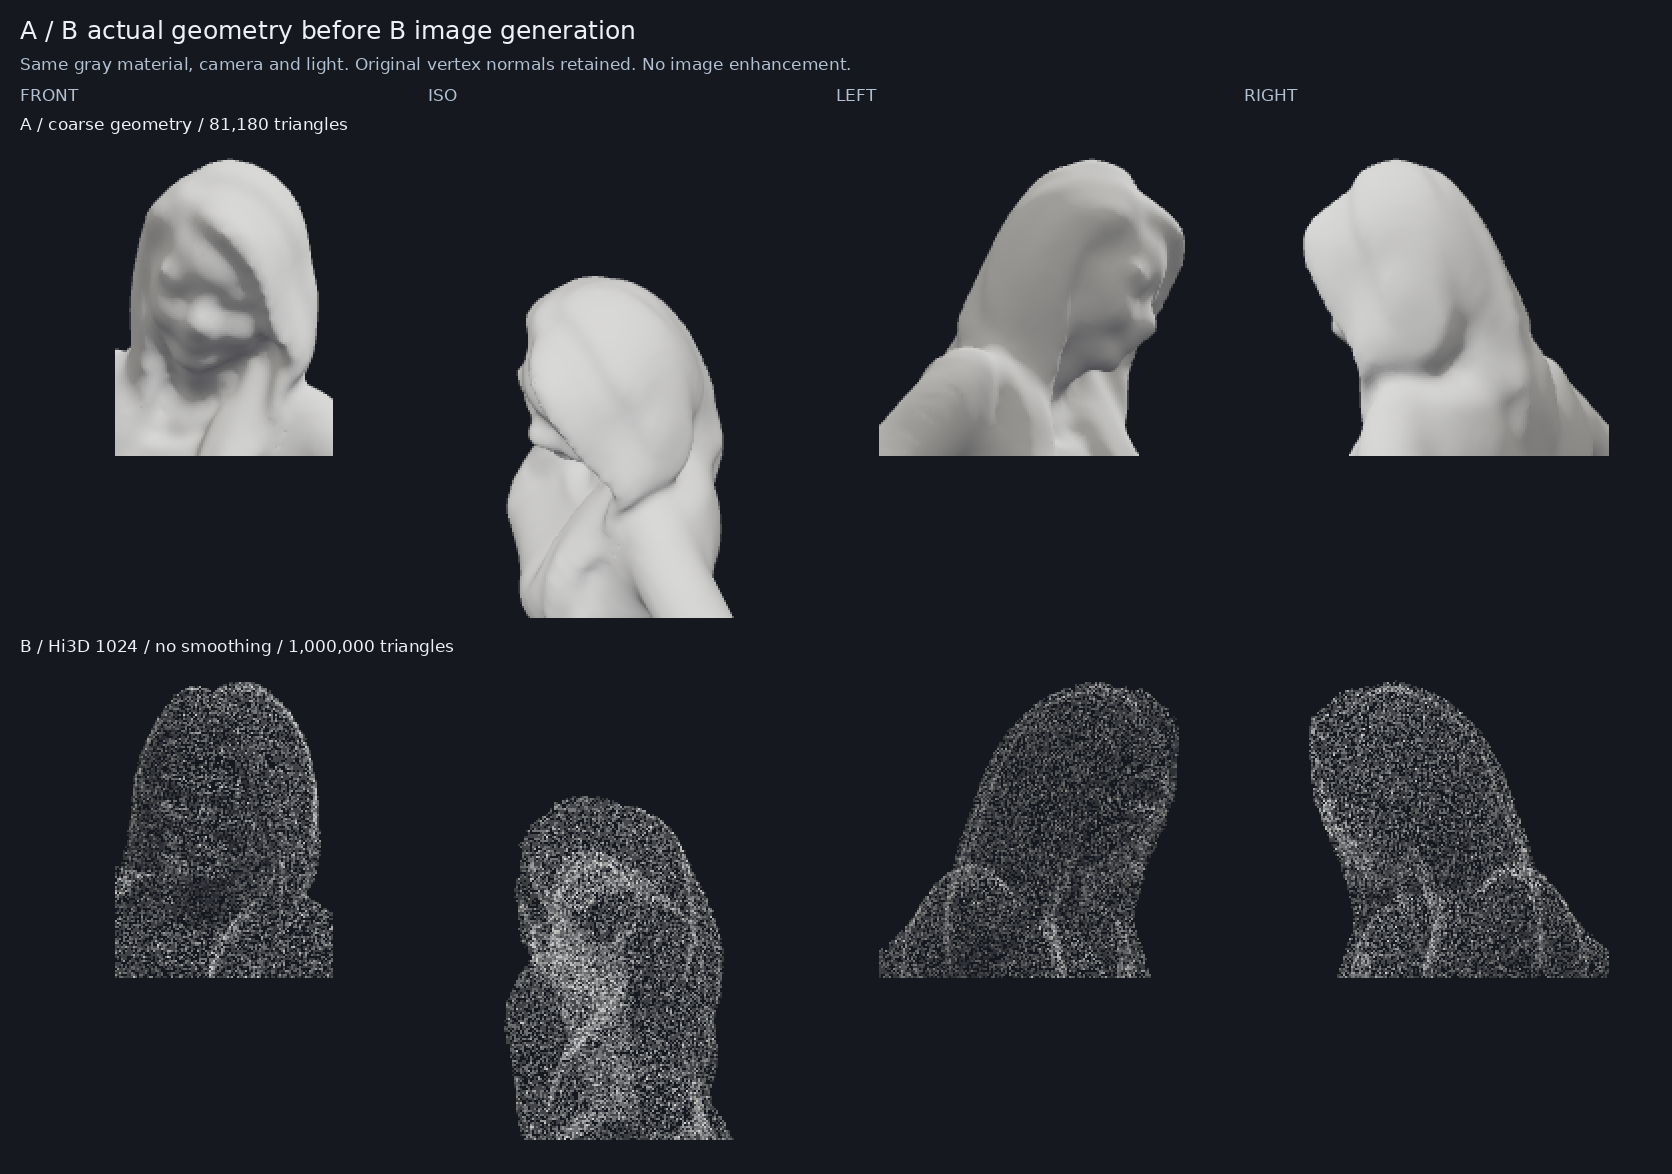 A / B actual geometry before B image generation
Same gray material, camera and light. Original vertex normals retained. No image enhancement.
FRONT ISO LEFT RIGHT
A / coarse geometry / 81,180 triangles
B / Hi3D 1024 / no smoothing / 1,000,000 triangles